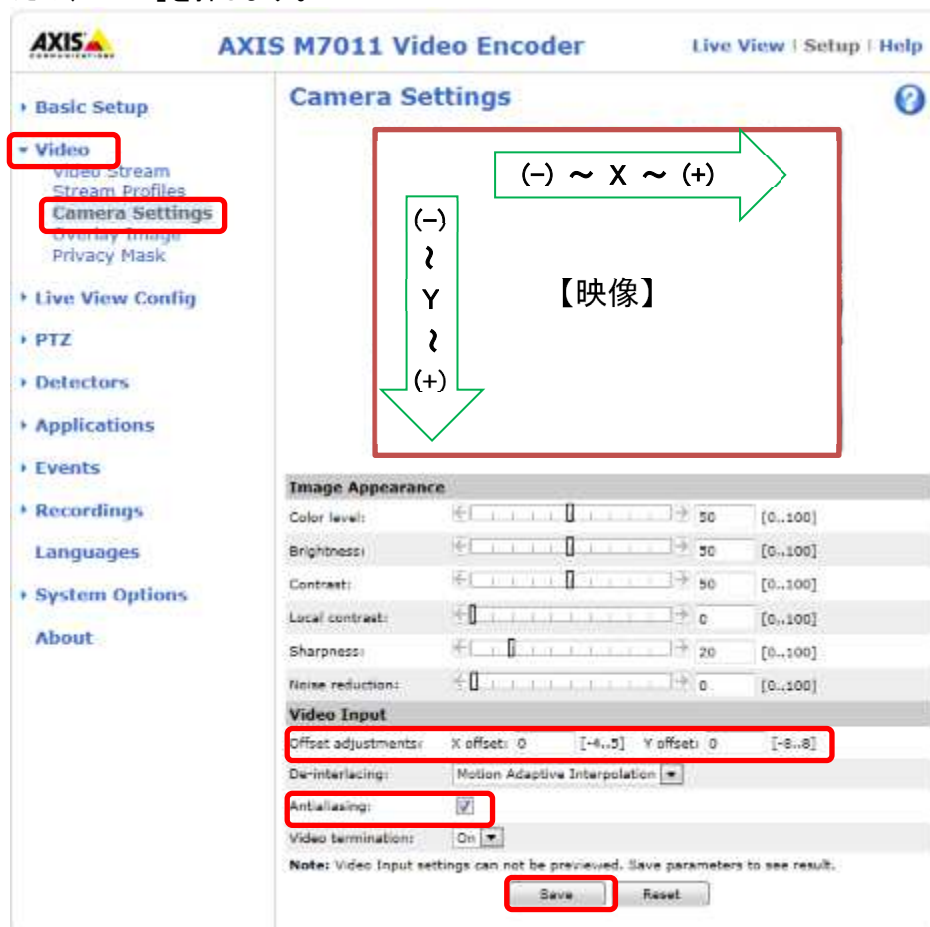 AXIS
COMMUNICATIONS
AXIS M7011 Video Encoder
Live View | Setup | Help
Basic Setup
Video
Video Stream
Stream Profiles
Camera Settings
Overlay Image
Privacy Mask
Live View Config
PTZ
Detectors
Applications
Events
Recordings
Languages
System Options
About
Camera Settings
?
(-) ~ X ~ (+)
(-)
~
Y
~
(+)
【映像】
Image Appearance
Color level: 50 [0..100]
Brightness: 50 [0..100]
Contrast: 50 [0..100]
Local contrast: 0 [0..100]
Sharpness: 20 [0..100]
Noise reduction: 0 [0..100]
Video Input
Offset adjustments: X offset: 0 [-4..5] Y offset: 0 [-8..8]
De-interlacing: Motion Adaptive Interpolation
Antialiasing:
Video termination: On
Note: Video Input settings can not be previewed. Save parameters to see result.
Save Reset